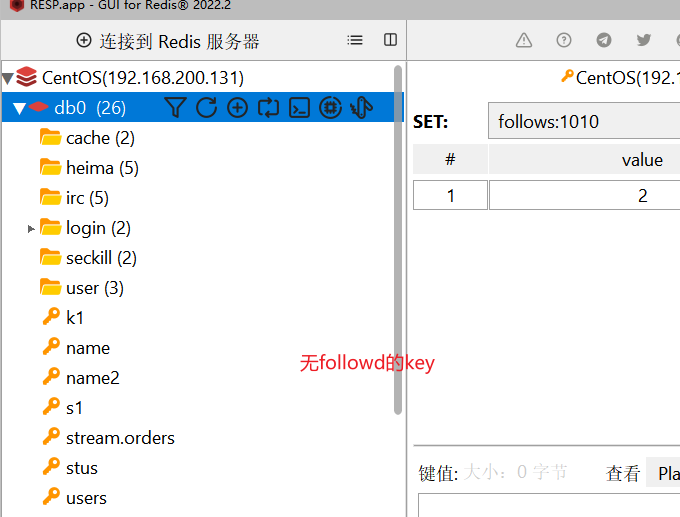 RESP.app - GUI for Redis® 2022.2
连接到 Redis 服务器
CentOS(192.168.200.131)
db0 (26)
cache (2)
heima (5)
irc (5)
login (2)
seckill (2)
user (3)
k1
name
name2
s1
stream.orders
stus
users
无followd的key
CentOS(192.1
SET: follows:1010
# value
1 2
键值: 大小: 0 字节 查看 Pla